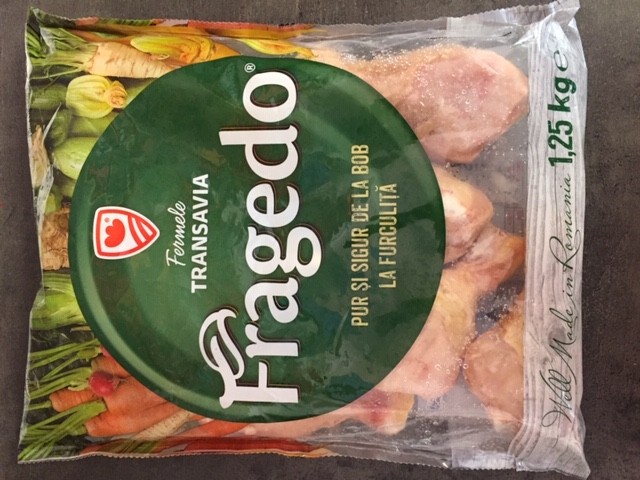 Fermele
TRANSAVIA
Fragedo®
PUR ȘI SIGUR DE LA BOB
LA FURCULIȚĂ
Well Made in Romania 1,25 kg e